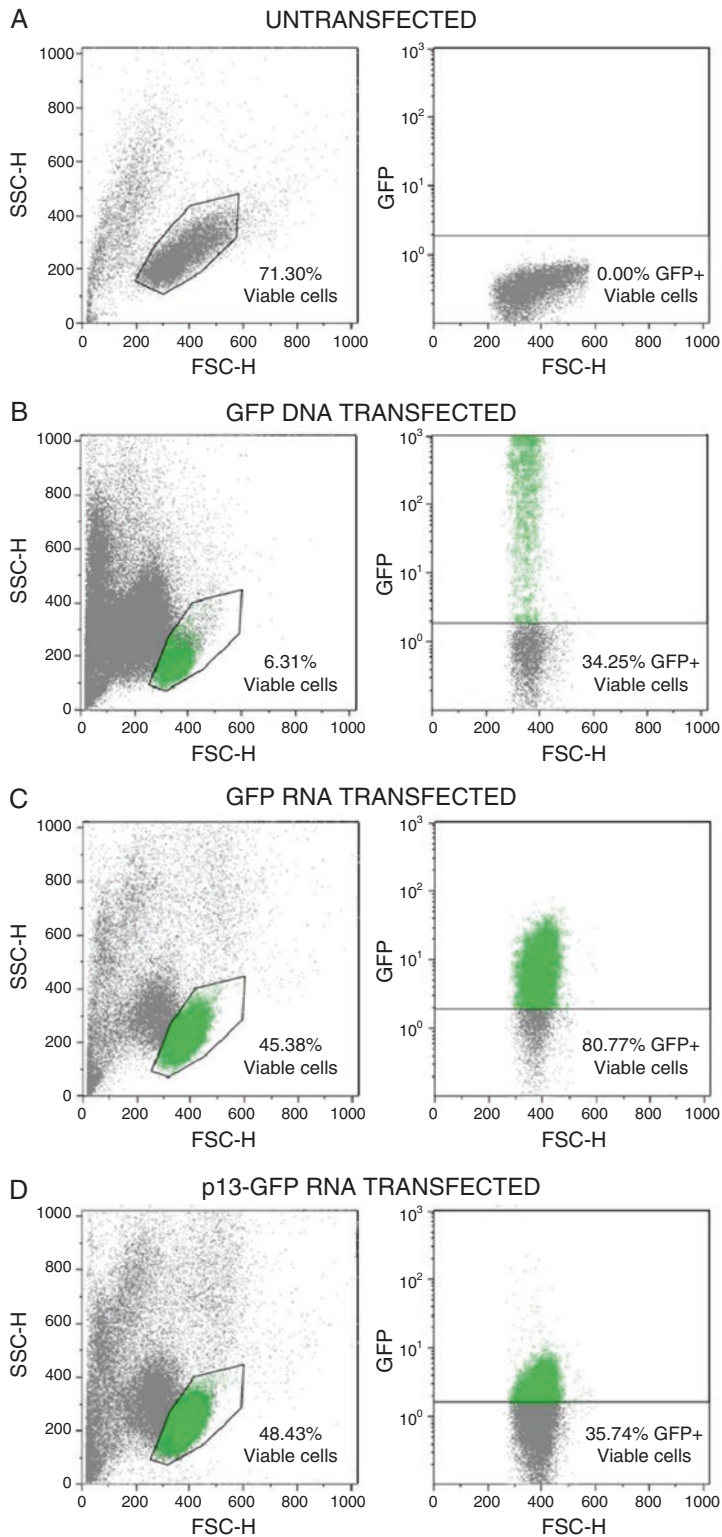 A
UNTRANSFECTED
1000
800
600
400
200
0
SSC-H
71.30%
Viable cells
0 200 400 600 800 1000
FSC-H
10³
10²
10¹
10⁰
GFP
0.00% GFP+
Viable cells
0 200 400 600 800 1000
FSC-H
B
GFP DNA TRANSFECTED
1000
800
600
400
200
0
SSC-H
6.31%
Viable cells
0 200 400 600 800 1000
FSC-H
10³
10²
10¹
10⁰
GFP
34.25% GFP+
Viable cells
0 200 400 600 800 1000
FSC-H
C
GFP RNA TRANSFECTED
1000
800
600
400
200
0
SSC-H
45.38%
Viable cells
0 200 400 600 800 1000
FSC-H
10³
10²
10¹
10⁰
GFP
80.77% GFP+
Viable cells
0 200 400 600 800 1000
FSC-H
D
p13-GFP RNA TRANSFECTED
1000
800
600
400
200
0
SSC-H
48.43%
Viable cells
0 200 400 600 800 1000
FSC-H
10³
10²
10¹
10⁰
GFP
35.74% GFP+
Viable cells
0 200 400 600 800 1000
FSC-H